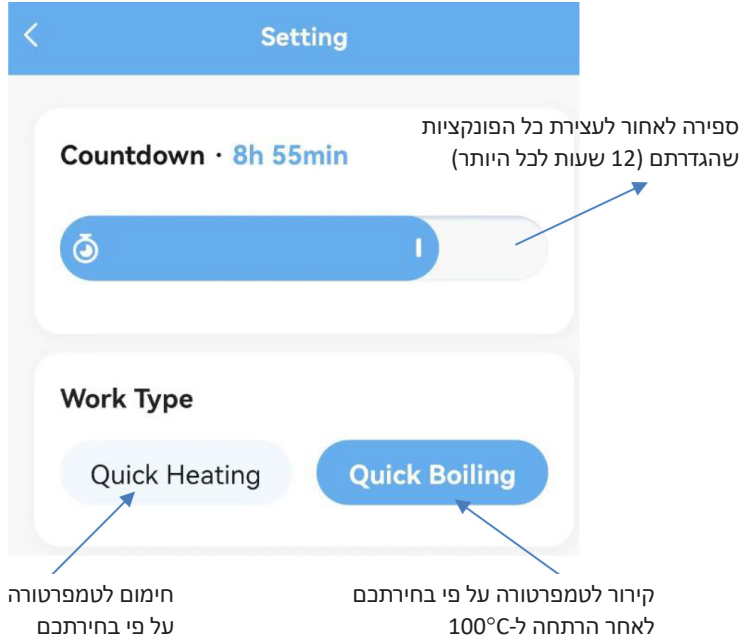 Setting
ספירה לאחור לעצירת כל הפונקציות
שהגדרתם (12 שעות לכל היותר)
Countdown · 8h 55min
Work Type
Quick Heating
Quick Boiling
חימום לטמפרטורה
על פי בחירתכם
קירור לטמפרטורה על פי בחירתכם
לאחר הרתחה ל-100°C